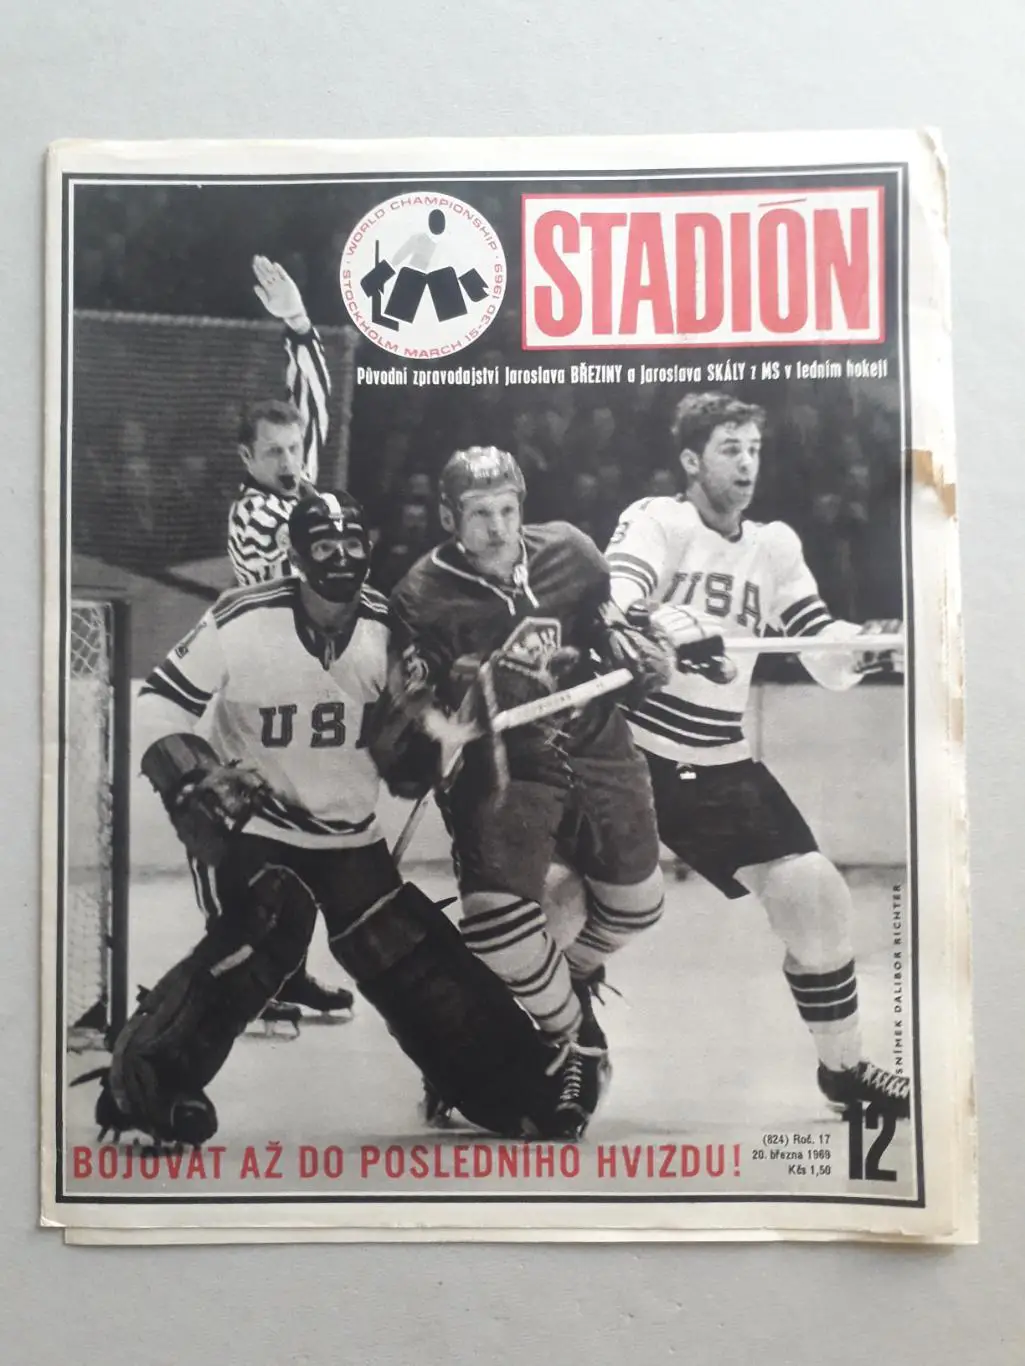 WORLD CHAMPIONSHIP · STOCKHOLM MARCH 15-30 1969 ·
STADIÓN
Původní zpravodajství Jaroslava BŘEZINY a Jaroslava SKÁLY z MS v ledním hokeji
USA
USA
SNÍMEK DALIBOR RICHTER
BOJOVAT AŽ DO POSLEDNÍHO HVIZDU!
(824) Roč. 17
20. března 1969
Kčs 1,50
12